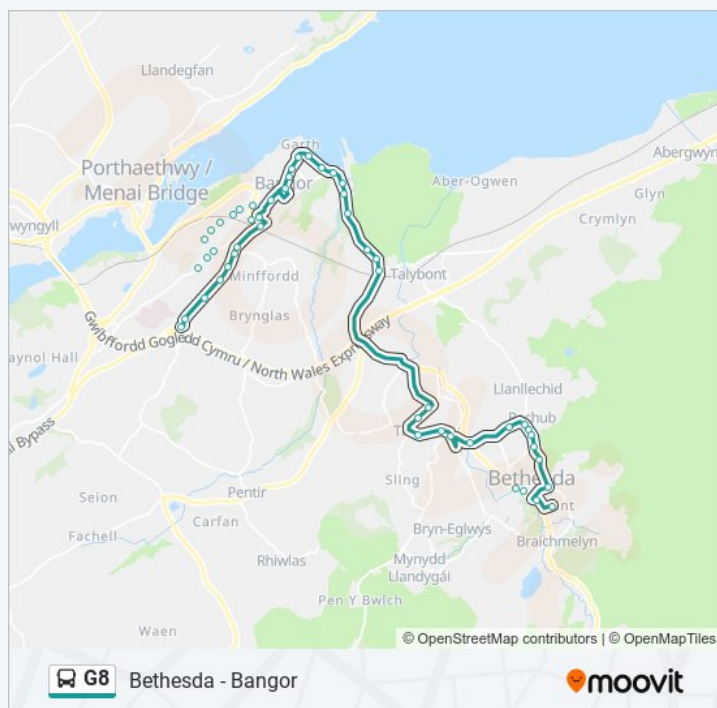 Llandegfan
Garth
Porthaethwy /
Menai Bridge
Bangor
Abergwyn
Aber-Ogwen
Glyn
Crymlyn
wyngyll
Talybont
Minffordd
Brynglas
Gwibffordd Gogledd Cymru / North Wales Expressway
aynol Hall
Llanllechid
Rachub
Bethesda
Sling
Seion
Pentir
Carfan
Fachell
Bryn-Eglwys
Braichmelyn
Rhiwlas
Mynydd
Llandygái
Pen Y Bwlch
Waen
© OpenStreetMap contributors | © OpenMapTiles
G8 Bethesda - Bangor
moovit